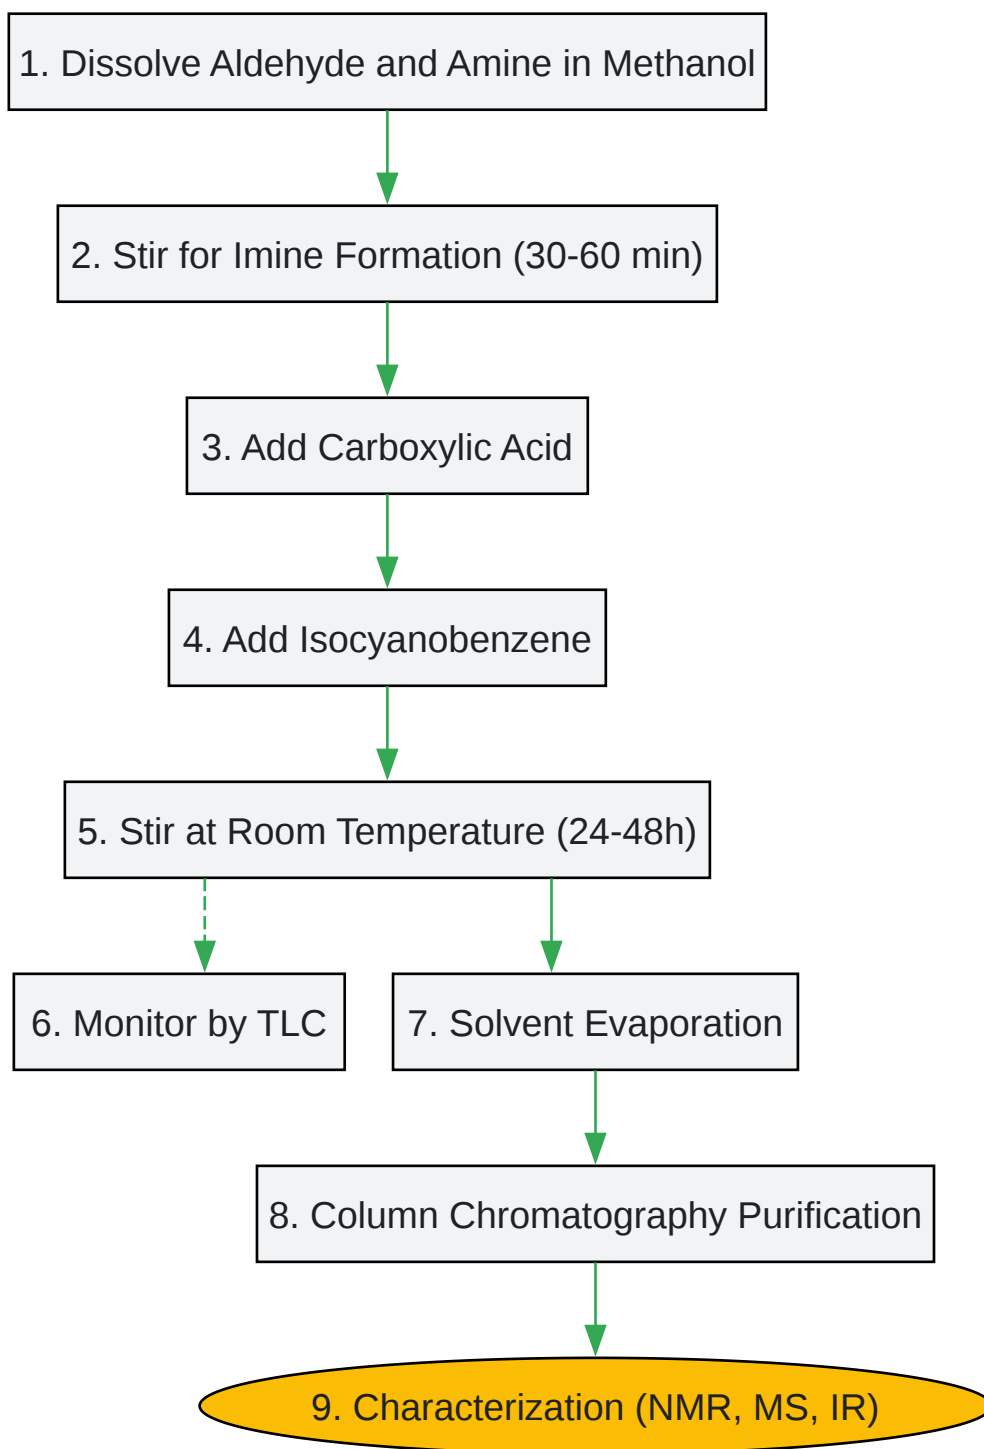 1. Dissolve Aldehyde and Amine in Methanol
2. Stir for Imine Formation (30-60 min)
3. Add Carboxylic Acid
4. Add Isocyanobenzene
5. Stir at Room Temperature (24-48h)
6. Monitor by TLC
7. Solvent Evaporation
8. Column Chromatography Purification
9. Characterization (NMR, MS, IR)